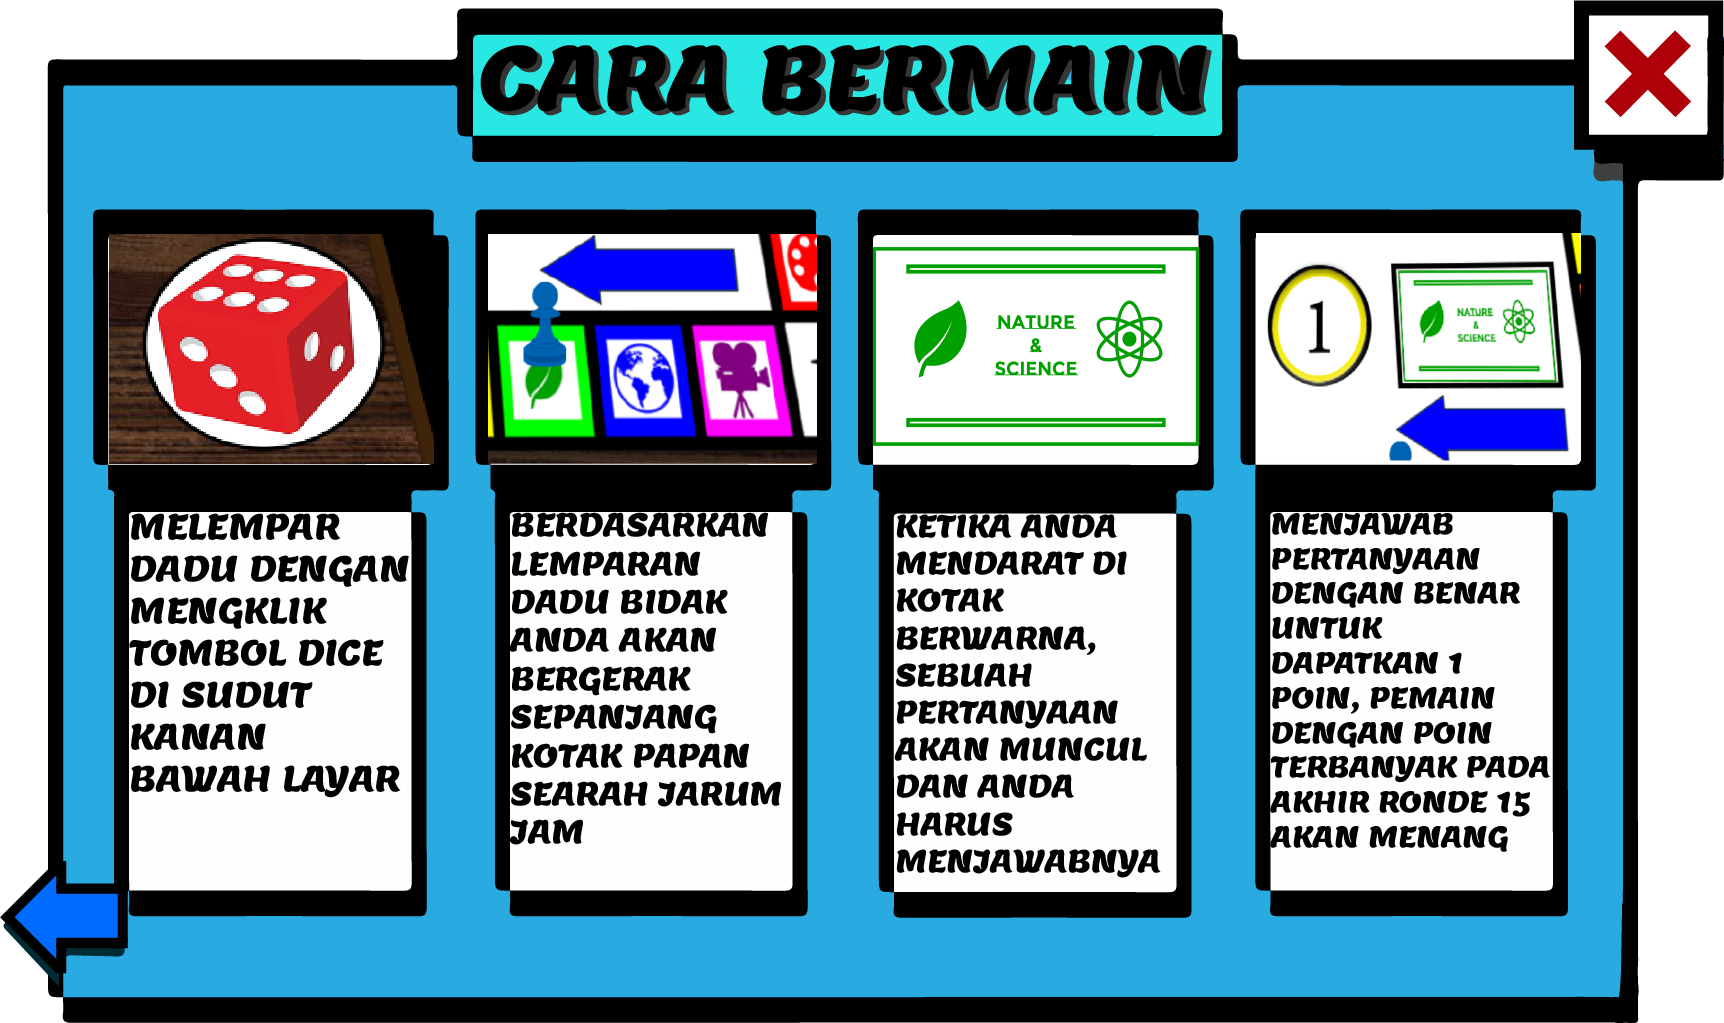 CARA BERMAIN
MELEMPAR
DADU DENGAN
MENGKLIK
TOMBOL DICE
DI SUDUT
KANAN
BAWAH LAYAR
BERDASARKAN
LEMPARAN
DADU BIDAK
ANDA AKAN
BERGERAK
SEPANJANG
KOTAK PAPAN
SEARAH JARUM
JAM
NATURE
&
SCIENCE
KETIKA ANDA
MENDARAT DI
KOTAK
BERWARNA,
SEBUAH
PERTANYAAN
AKAN MUNCUL
DAN ANDA
HARUS
MENJAWABNYA
1
NATURE
&
SCIENCE
MENJAWAB
PERTANYAAN
DENGAN BENAR
UNTUK
DAPATKAN 1
POIN, PEMAIN
DENGAN POIN
TERBANYAK PADA
AKHIR RONDE 15
AKAN MENANG